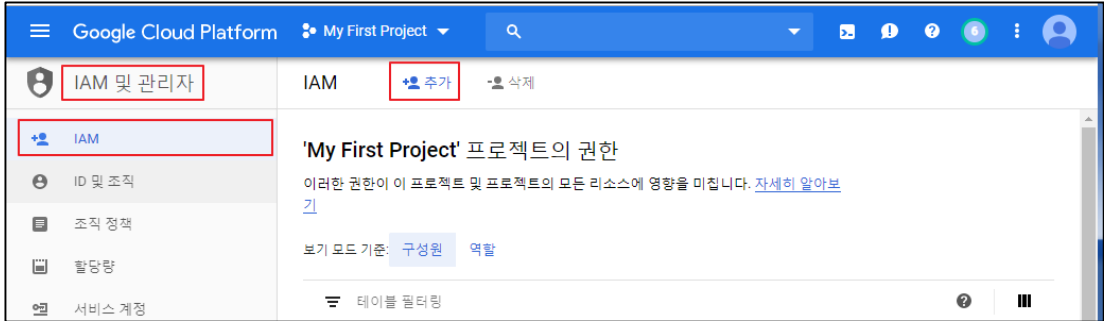 Google Cloud Platform My First Project 6
IAM 및 관리자
IAM 추가 삭제
IAM
ID 및 조직
조직 정책
할당량
서비스 계정
'My First Project' 프로젝트의 권한
이러한 권한이 이 프로젝트 및 프로젝트의 모든 리소스에 영향을 미칩니다. 자세히 알아보
기
보기 모드 기준: 구성원 역할
테이블 필터링